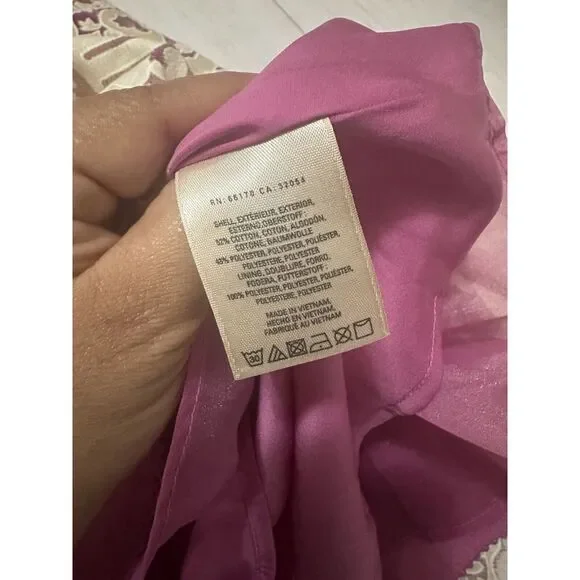 RN: 66170 CA: 32054
SHELL, EXTÉRIEUR, EXTERIOR,
ESTERNO, OBERSTOFF:
52% COTTON, COTON, ALGODÓN,
COTONE, BAUMWOLLE
48% POLYESTER, POLYESTER, POLIÉSTER,
POLIESTERE, POLYESTER
LINING, DOUBLURE, FORRO,
FODERA, FUTTERSTOFF:
100% POLYESTER, POLYESTER, POLIÉSTER,
POLIESTERE, POLYESTER
MADE IN VIETNAM,
HECHO EN VIETNAM,
FABRIQUÉ AU VIETNAM
30